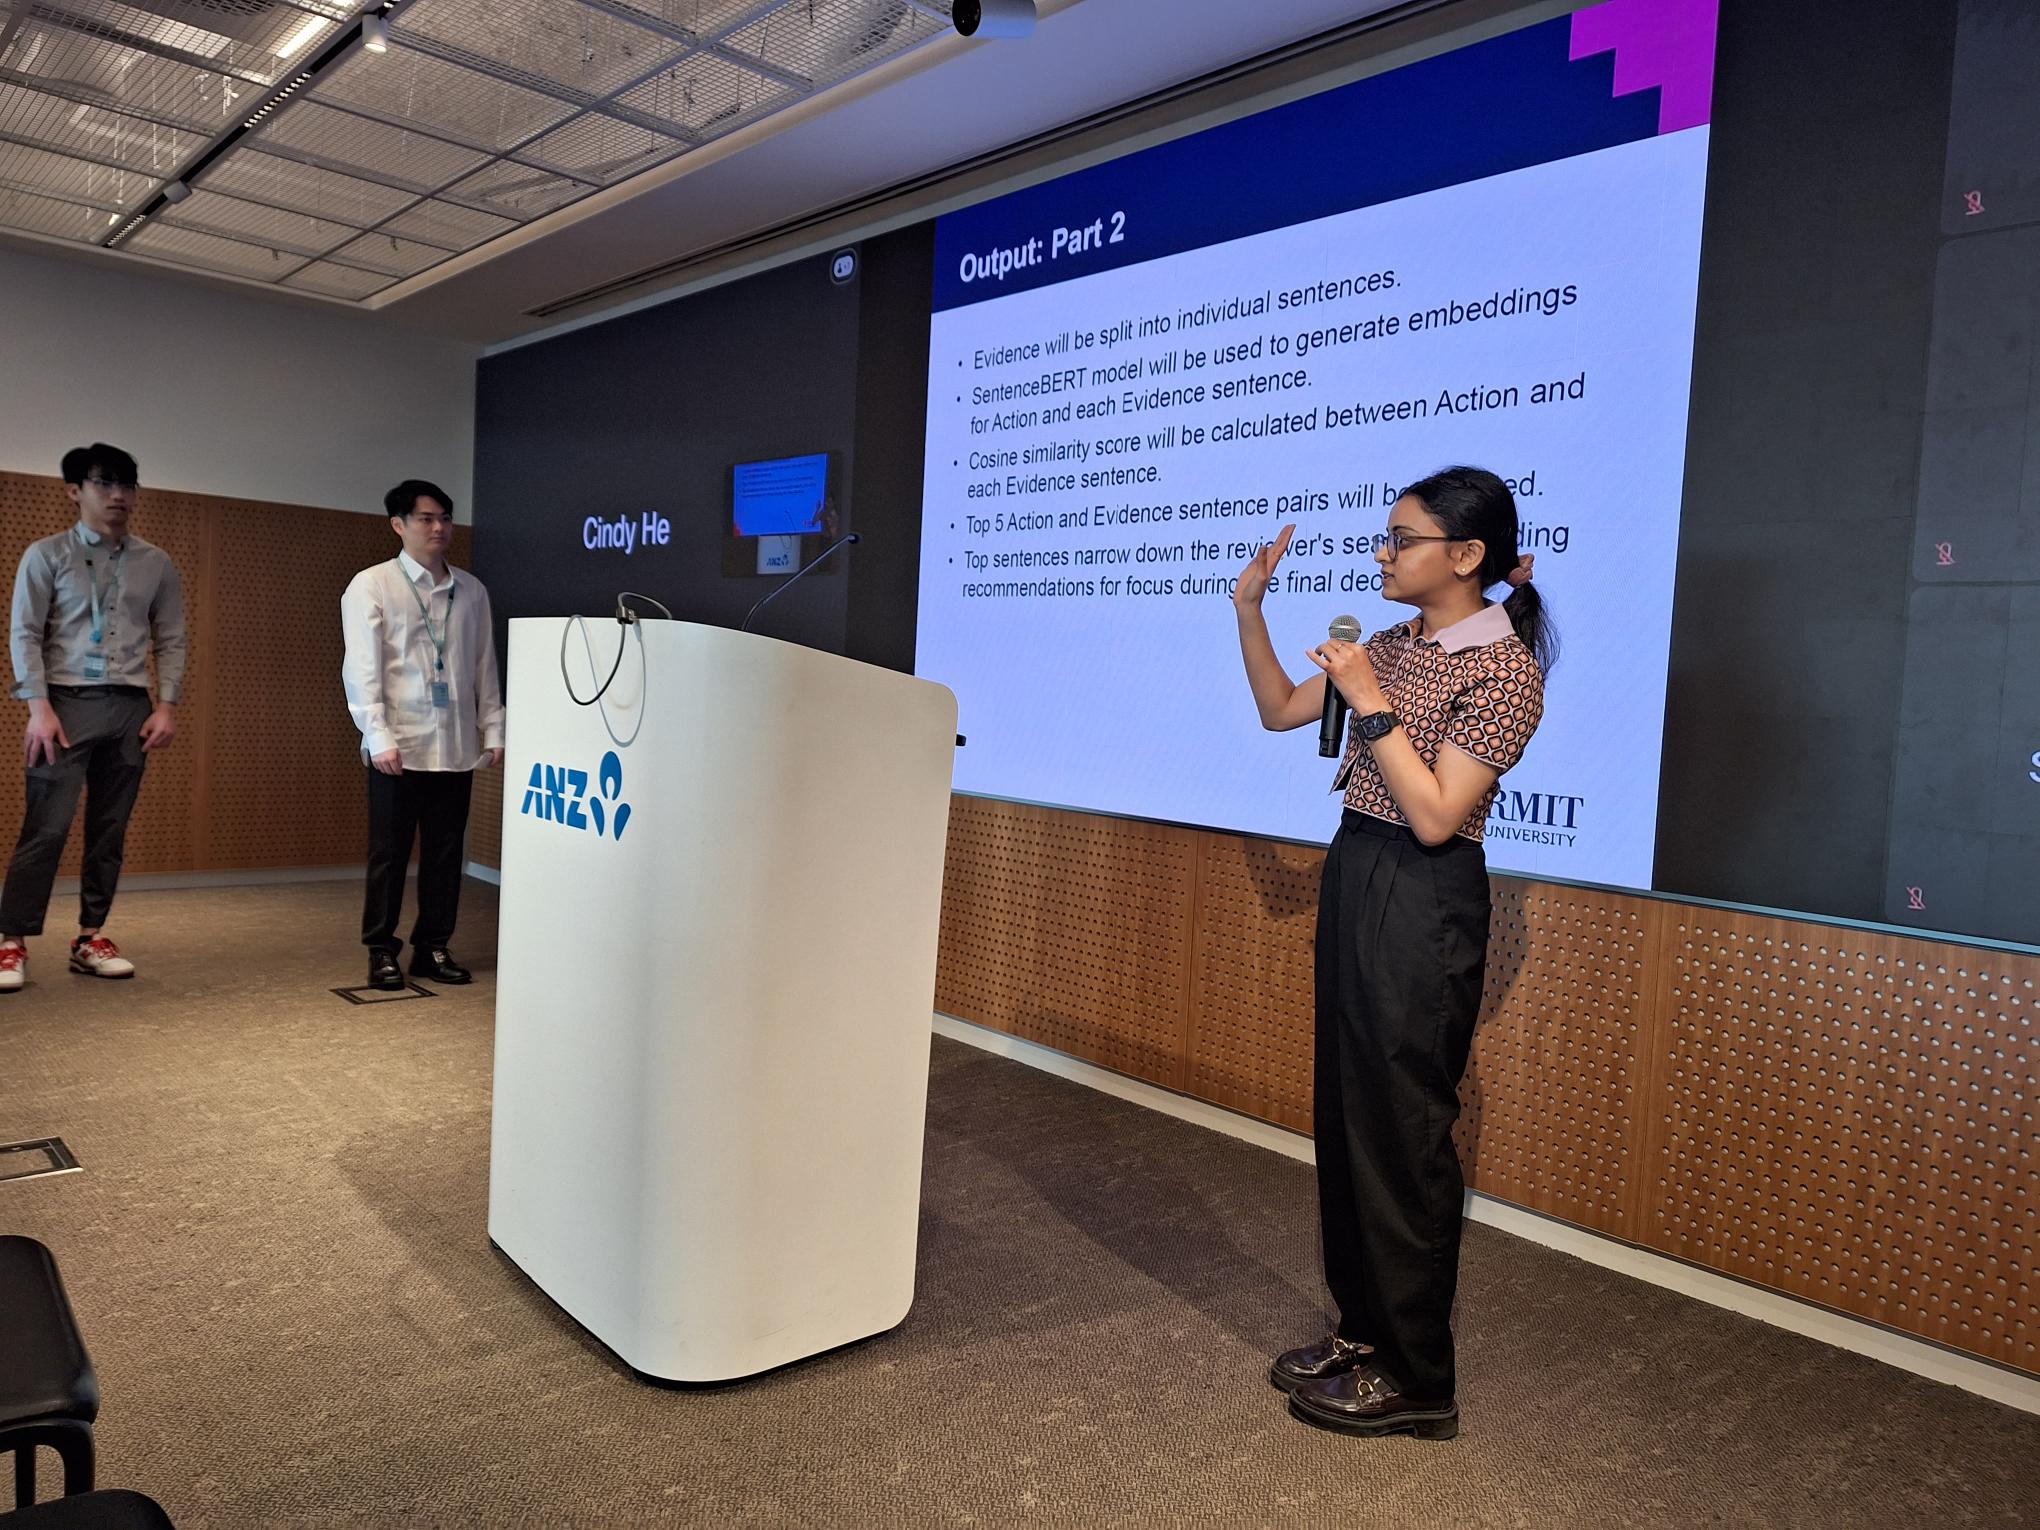 Output: Part 2
• Evidence will be split into individual sentences.
• SentenceBERT model will be used to generate embeddings
for Action and each Evidence sentence.
• Cosine similarity score will be calculated between Action and
each Evidence sentence.
• Top 5 Action and Evidence sentence pairs will
• Top sentences narrow down the reviewer's
recommendations for focus during final
Cindy He
ANZ
ANZ
RMIT
UNIVERSITY